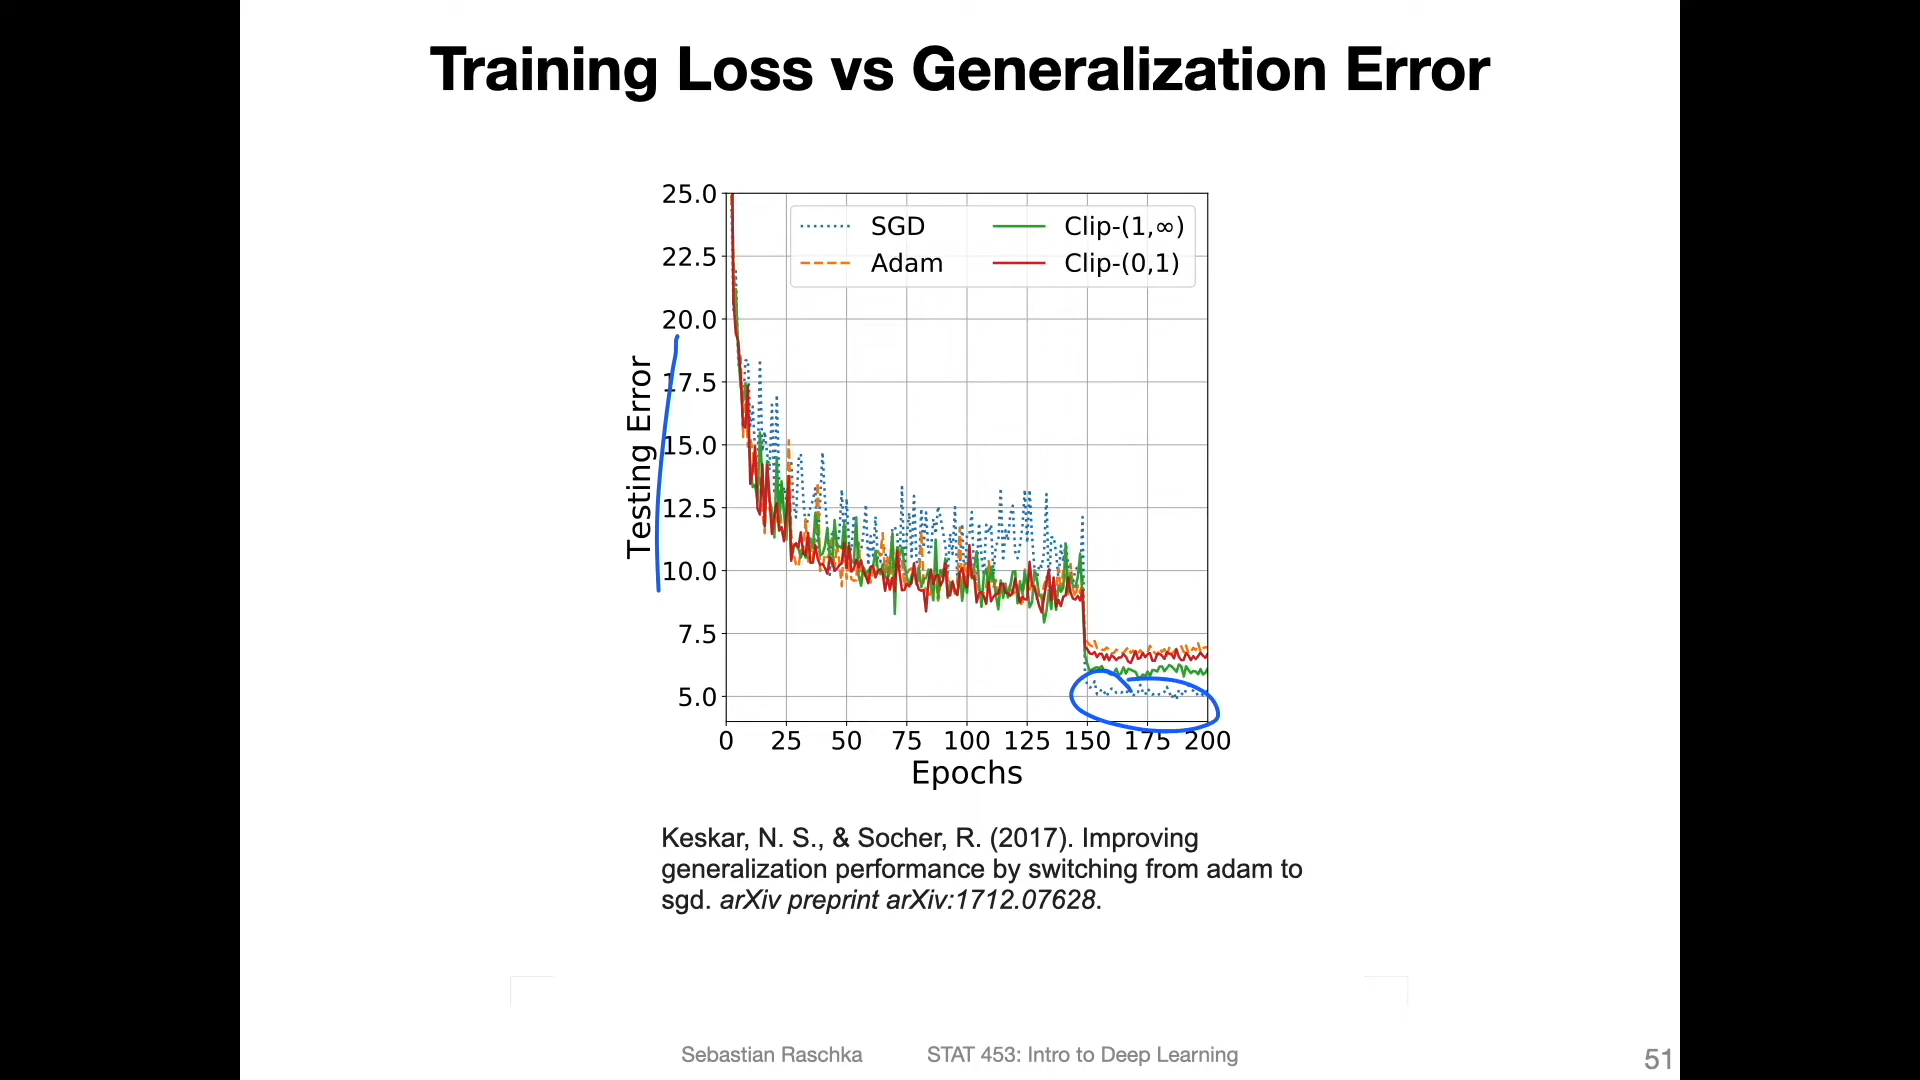 Training Loss vs Generalization Error
25.0
22.5
20.0
17.5
15.0
12.5
10.0
7.5
5.0
Testing Error
SGD
Adam
Clip-(1,∞)
Clip-(0,1)
0 25 50 75 100 125 150 175 200
Epochs
Keskar, N. S., & Socher, R. (2017). Improving
generalization performance by switching from adam to
sgd. arXiv preprint arXiv:1712.07628.
Sebastian Raschka
STAT 453: Intro to Deep Learning
51